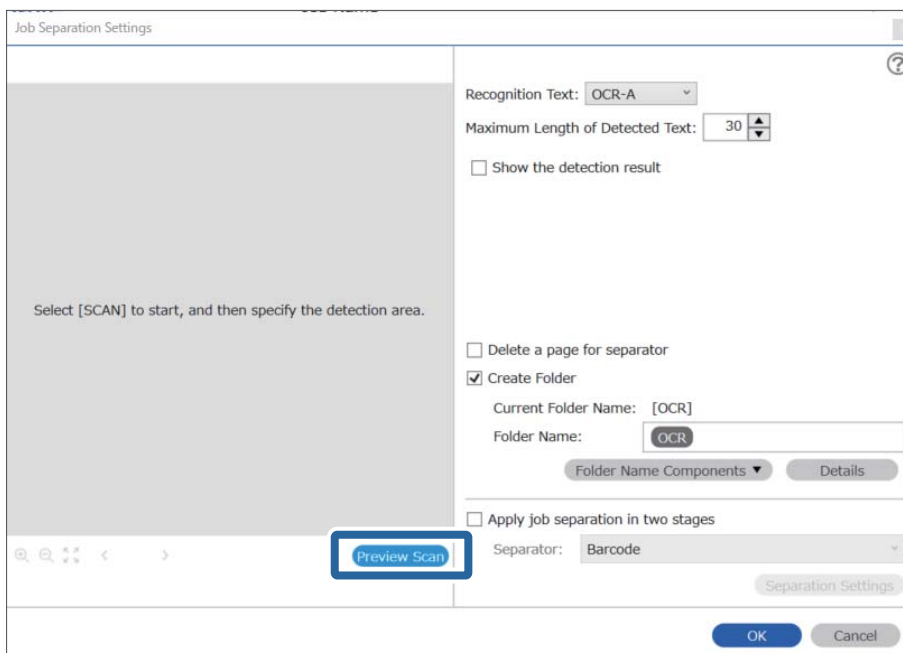 Job Separation Settings
Recognition Text: OCR-A
Maximum Length of Detected Text: 30
Show the detection result
Select [SCAN] to start, and then specify the detection area.
Delete a page for separator
Create Folder
Current Folder Name: [OCR]
Folder Name: OCR
Folder Name Components ▼ Details
Apply job separation in two stages
Preview Scan
Separator: Barcode
Separation Settings
OK Cancel